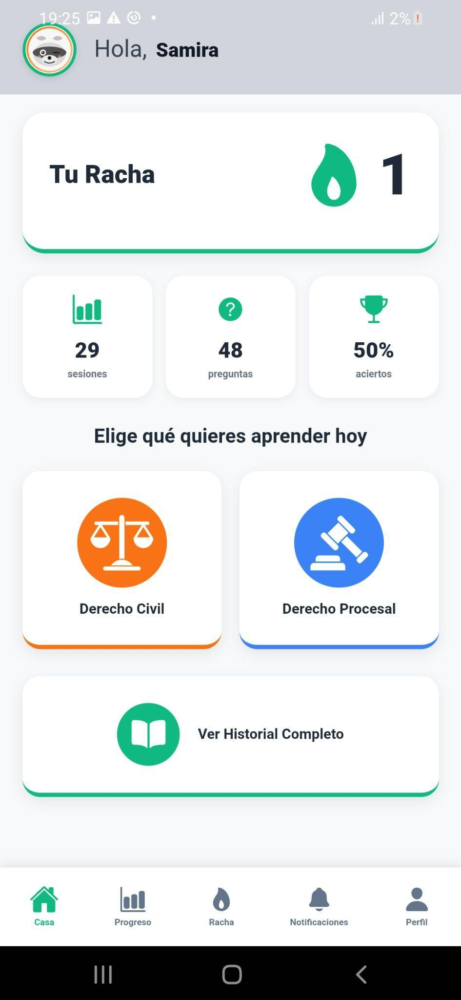 19:25
2%
Hola, Samira
Tu Racha
1
29
sesiones
48
preguntas
50%
aciertos
Elige qué quieres aprender hoy
Derecho Civil
Derecho Procesal
Ver Historial Completo
Casa
Progreso
Racha
Notificaciones
Perfil